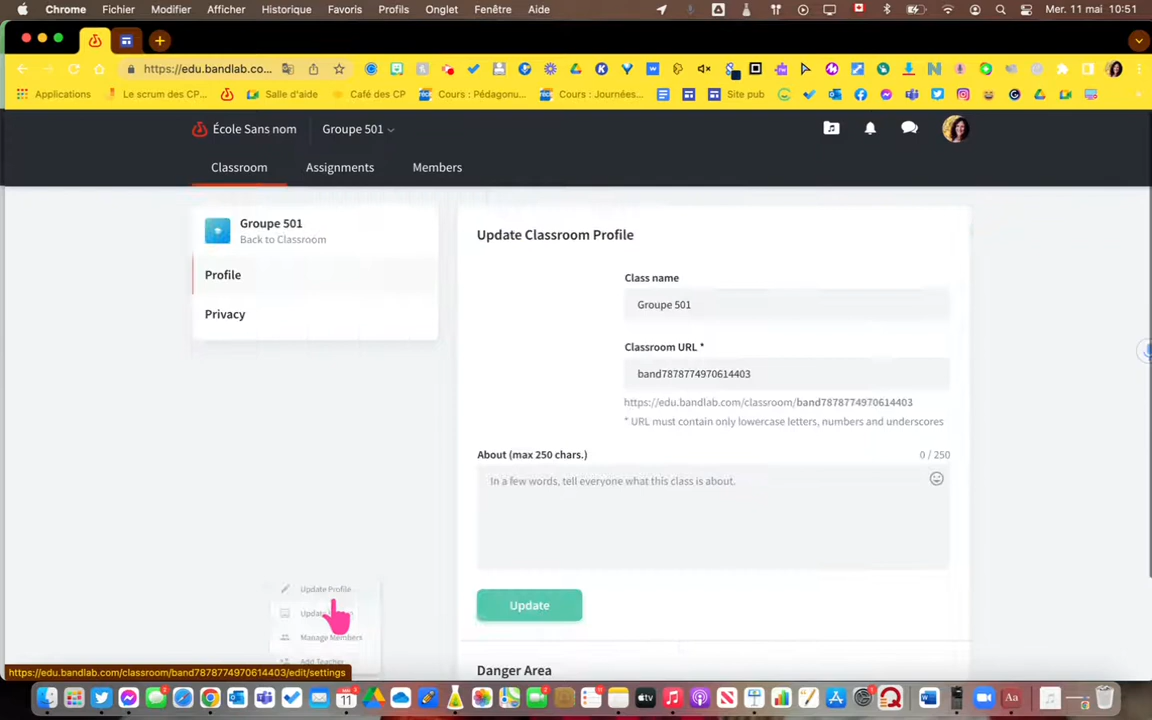 Chrome Fichier Modifier Afficher Historique Favoris Profils Onglet Fenêtre Aide Mer. 11 mai 10:51
https://edu.bandlab.co...
Applications Le scrum des CP... Salle d'aide Café des CP Cours : Pédagonu... Cours : Journées... Site pub
École Sans nom Groupe 501
Classroom Assignments Members
Groupe 501
Back to Classroom
Profile
Privacy
Update Classroom Profile
Class name
Groupe 501
Classroom URL *
band7878774970614403
https://edu.bandlab.com/classroom/band7878774970614403
* URL must contain only lowercase letters, numbers and underscores
About (max 250 chars.) 0 / 250
In a few words, tell everyone what this class is about.
Update Profile
Update
Manage Members
Add Teacher
Update
Danger Area
https://edu.bandlab.com/classroom/band7878774970614403/edit/settings